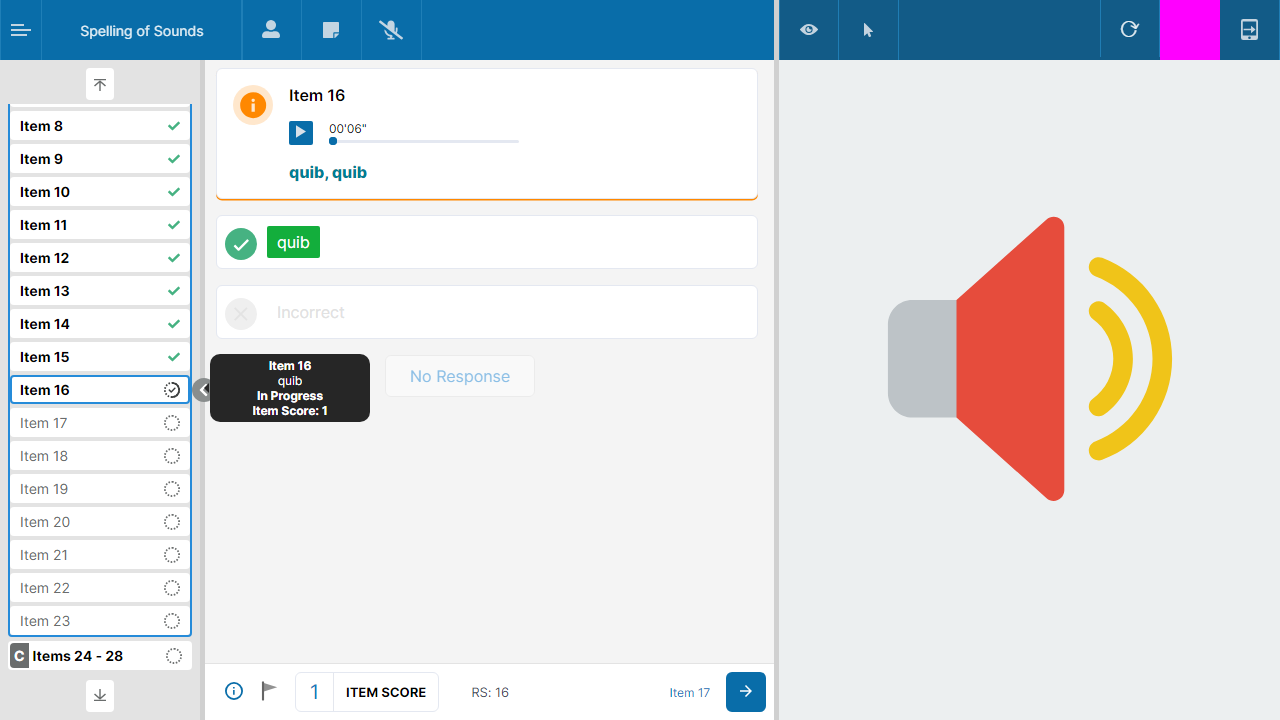 Spelling of Sounds
Item 8
Item 9
Item 10
Item 11
Item 12
Item 13
Item 14
Item 15
Item 16
Item 17
Item 18
Item 19
Item 20
Item 21
Item 22
Item 23
C Items 24 - 28
Item 16
00'06"
quib, quib
quib
Incorrect
Item 16
quib
In Progress
Item Score: 1
No Response
1 ITEM SCORE
RS: 16
Item 17